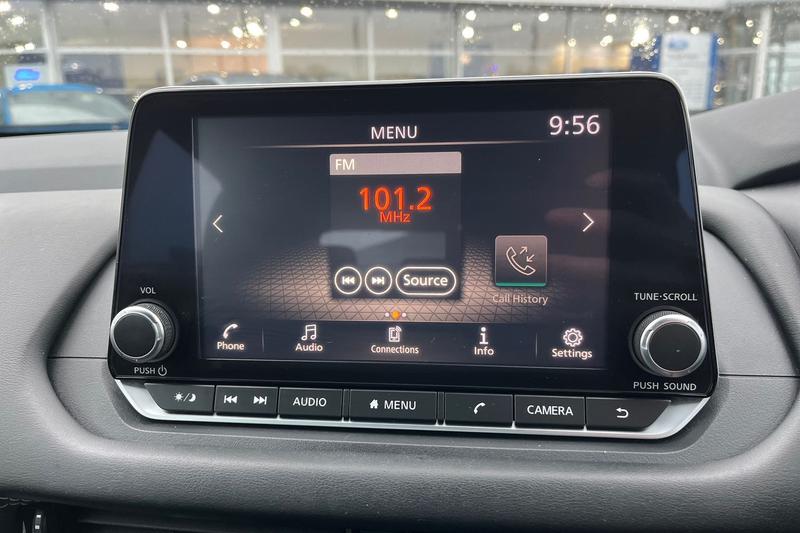 MENU
9:56
FM
101.2
MHz
Source
Call History
Phone
Audio
Connections
Info
Settings
VOL
PUSH
TUNE·SCROLL
PUSH SOUND
AUDIO
MENU
CAMERA